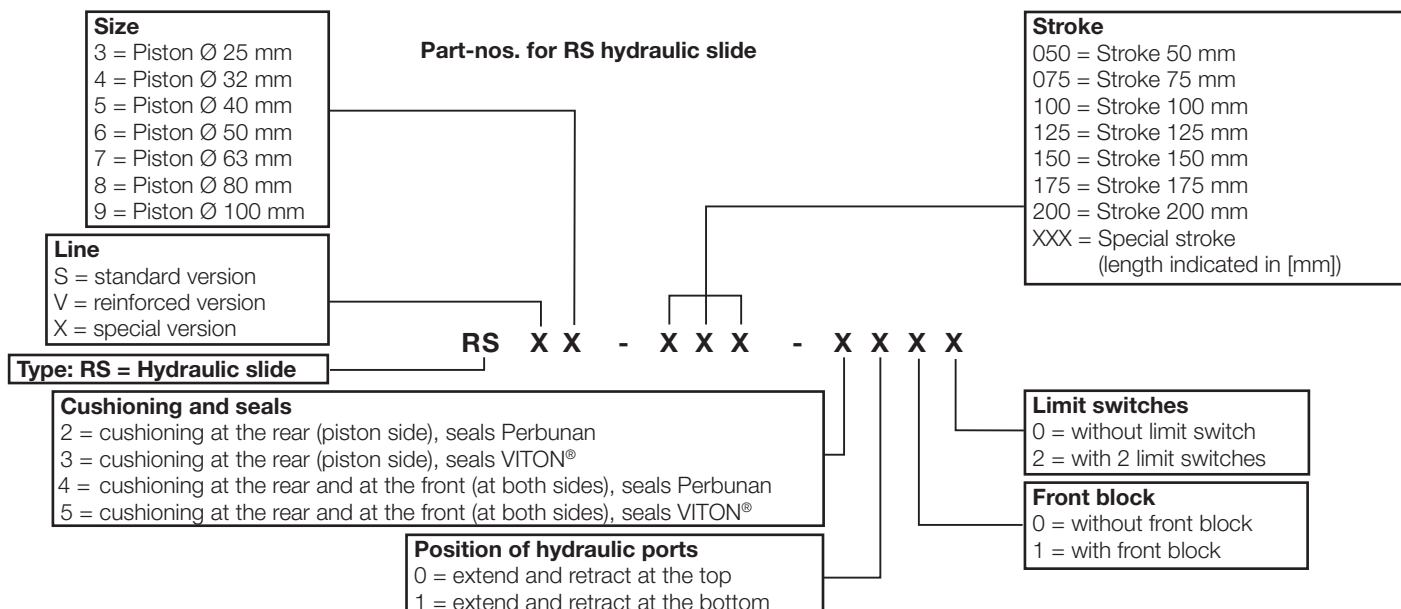 Size
3 = Piston Ø 25 mm
4 = Piston Ø 32 mm
5 = Piston Ø 40 mm
6 = Piston Ø 50 mm
7 = Piston Ø 63 mm
8 = Piston Ø 80 mm
9 = Piston Ø 100 mm
Part-nos. for RS hydraulic slide
Stroke
050 = Stroke 50 mm
075 = Stroke 75 mm
100 = Stroke 100 mm
125 = Stroke 125 mm
150 = Stroke 150 mm
175 = Stroke 175 mm
200 = Stroke 200 mm
XXX = Special stroke
(length indicated in [mm])
Line
S = standard version
V = reinforced version
X = special version
RS X X - X X X - X X X X
Type: RS = Hydraulic slide
Cushioning and seals
2 = cushioning at the rear (piston side), seals Perbunan
3 = cushioning at the rear (piston side), seals VITON®
4 = cushioning at the rear and at the front (at both sides), seals Perbunan
5 = cushioning at the rear and at the front (at both sides), seals VITON®
Limit switches
0 = without limit switch
2 = with 2 limit switches
Front block
0 = without front block
1 = with front block
Position of hydraulic ports
0 = extend and retract at the top
1 = extend and retract at the bottom